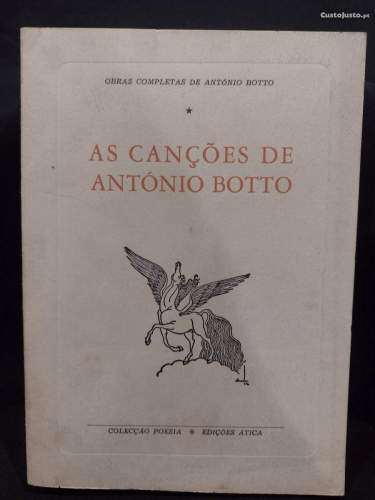 CustoJusto.pt
OBRAS COMPLETAS DE ANTÓNIO BOTTO
AS CANÇÕES DE
ANTÓNIO BOTTO
COLECÇÃO POESIA * EDIÇÕES ÁTICA